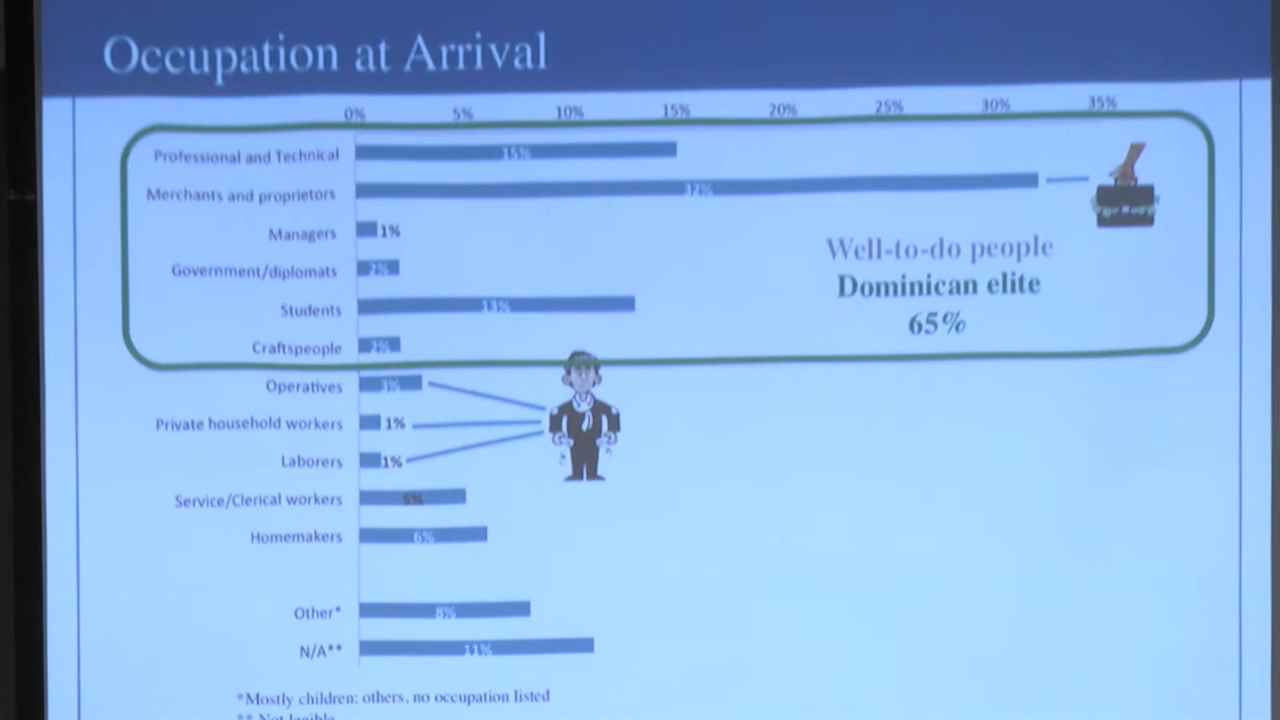 Occupation at Arrival
0% 5% 10% 15% 20% 25% 30% 35%
Professional and Technical 15%
Merchants and proprietors 32%
Managers 1%
Government/diplomats 2%
Well-to-do people
Dominican elite
65%
Students 13%
Craftspeople 2%
Operatives 3%
Private household workers 1%
Laborers 1%
Service/Clerical workers 5%
Homemakers 6%
Other* 8%
N/A** 11%
*Mostly children; others, no occupation listed
** Not legible